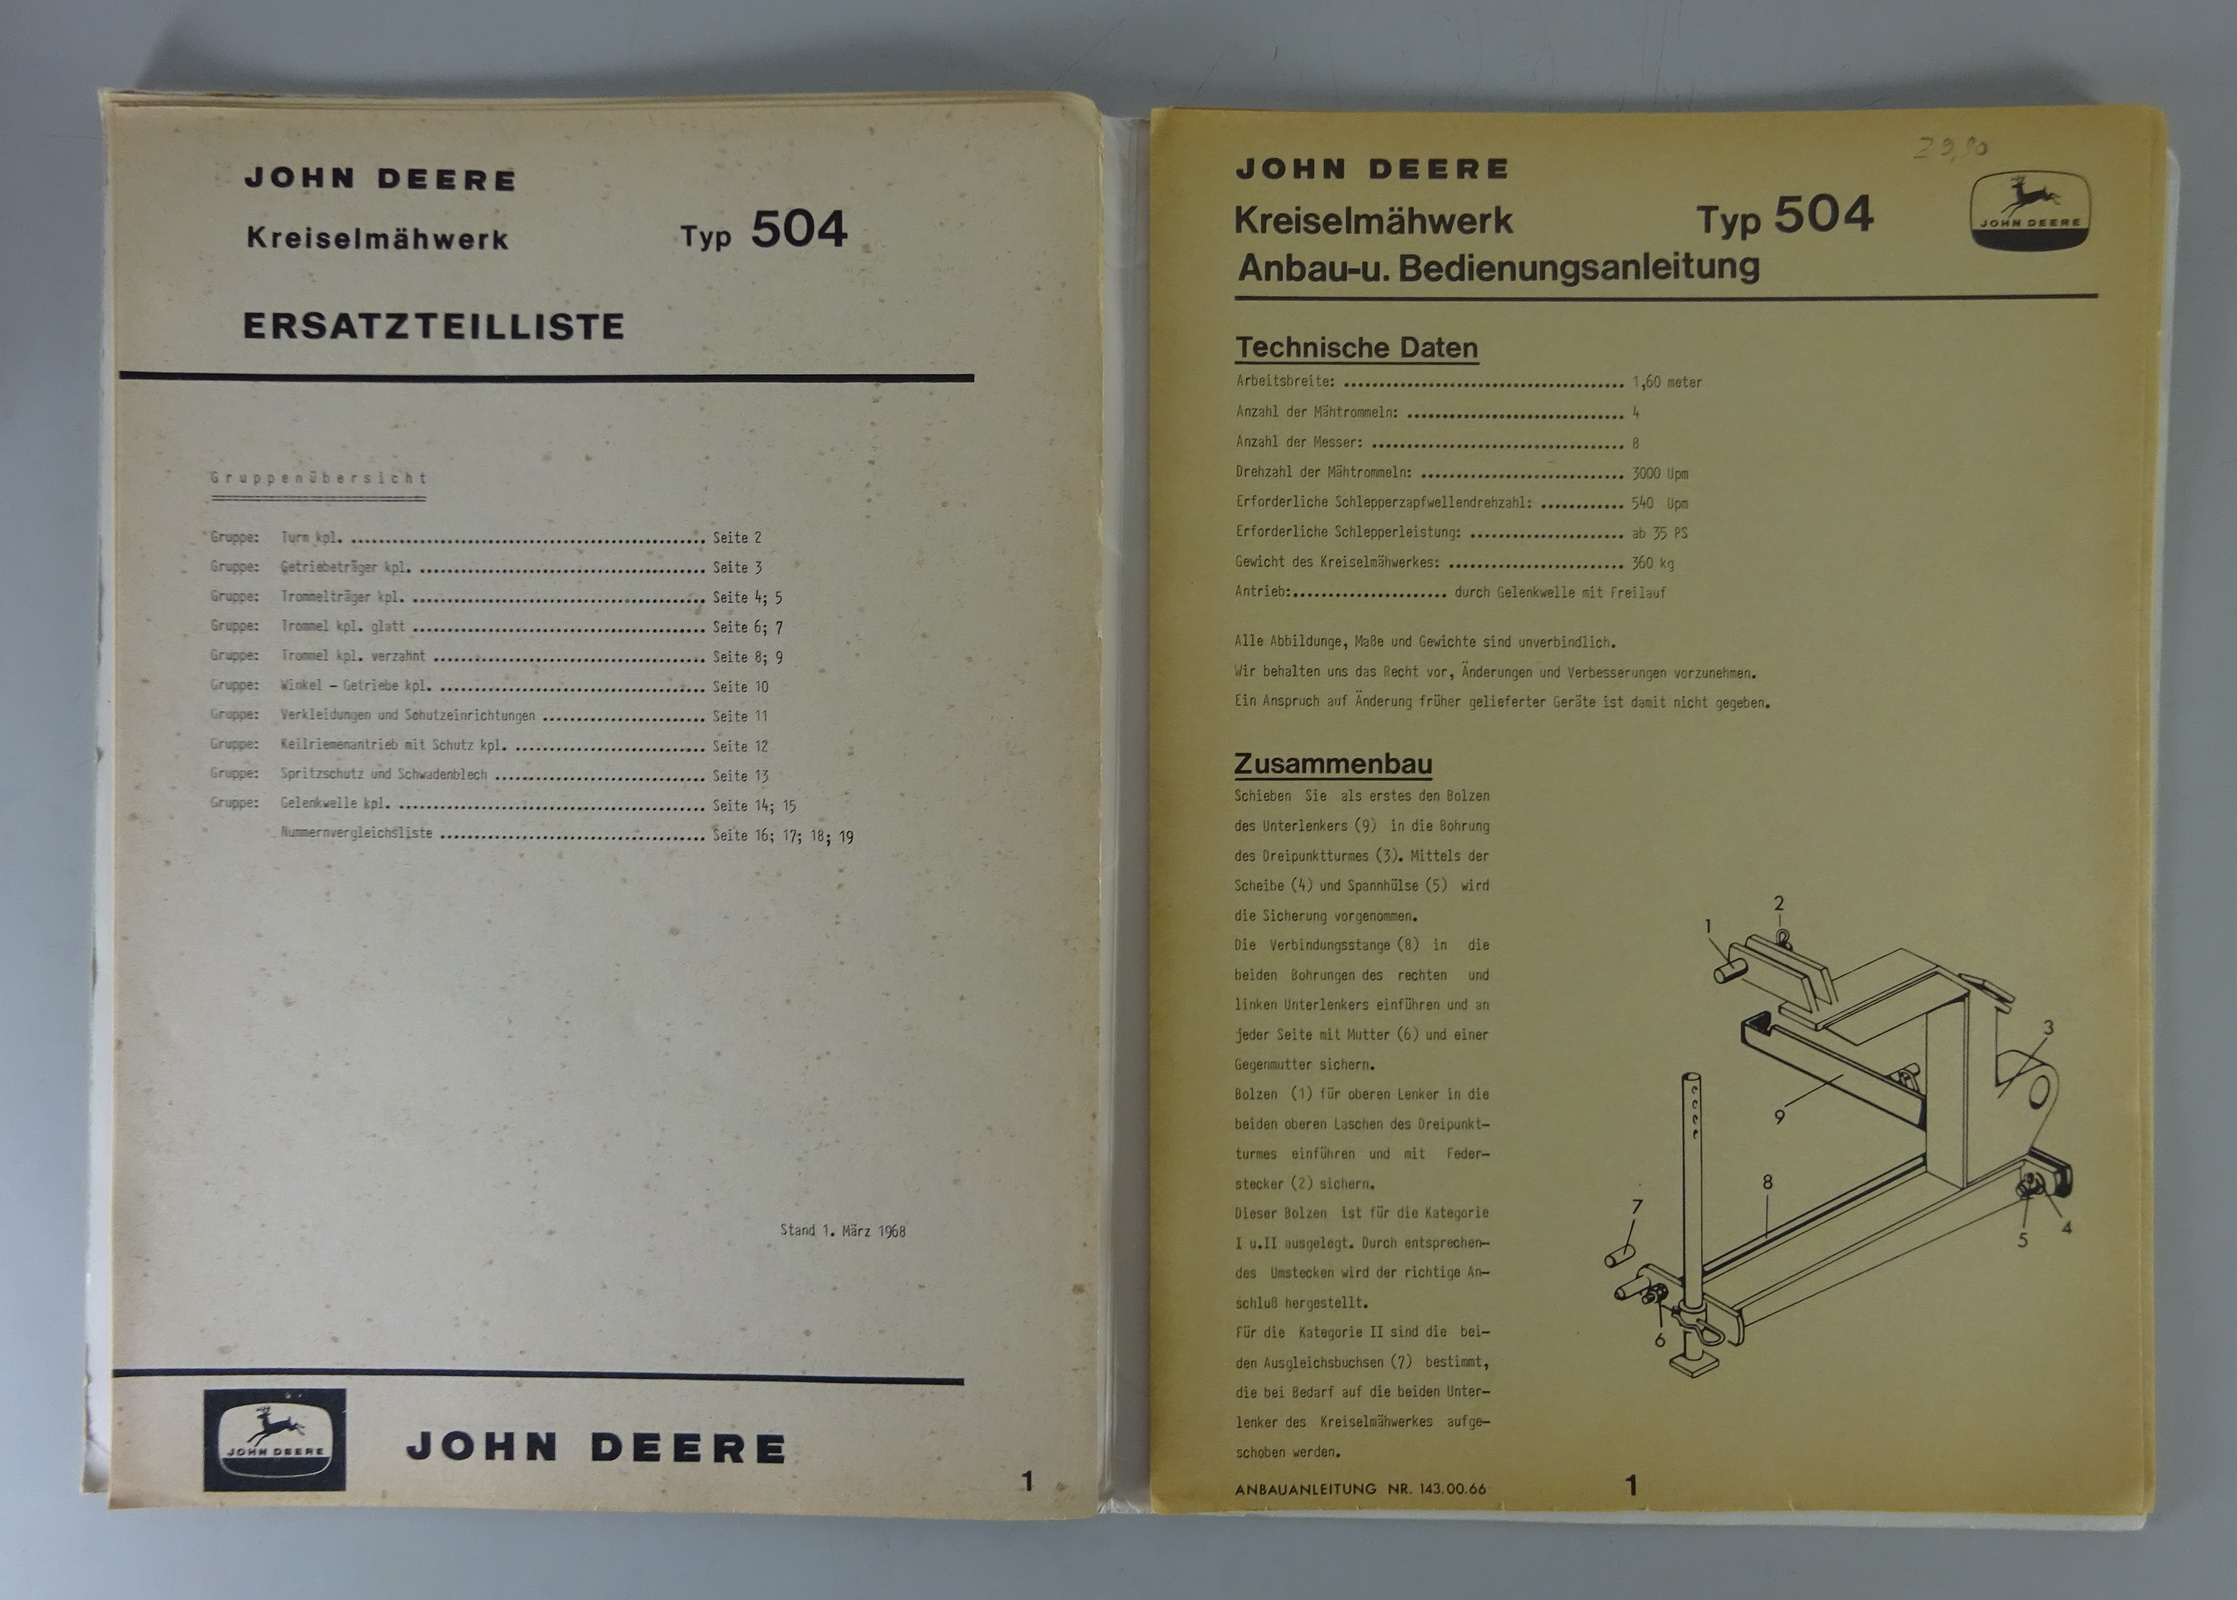 JOHN DEERE
Kreiselmähwerk Typ 504
ERSATZTEILLISTE
Gruppenübersicht
Gruppe: Turm kpl. .......... Seite 2
Gruppe: Getriebeträger kpl. .......... Seite 3
Gruppe: Trommelträger kpl. .......... Seite 4; 5
Gruppe: Trommel kpl. glatt .......... Seite 6; 7
Gruppe: Trommel kpl. verzahnt .......... Seite 8; 9
Gruppe: Winkel - Getriebe kpl. .......... Seite 10
Gruppe: Verkleidungen und Schutzeinrichtungen .......... Seite 11
Gruppe: Keilriemenantrieb mit Schutz kpl. .......... Seite 12
Gruppe: Spritzschutz und Schwadenblech .......... Seite 13
Gruppe: Gelenkwelle kpl. .......... Seite 14; 15
Nummernvergleichsliste .......... Seite 16; 17; 18; 19
Stand 1. März 1968
JOHN DEERE
JOHN DEERE
1
JOHN DEERE
Kreiselmähwerk Typ 504
JOHN DEERE
Anbau-u. Bedienungsanleitung
Technische Daten
Arbeitsbreite: .......... 1,60 meter
Anzahl der Mähtrommeln: .......... 4
Anzahl der Messer: .......... 8
Drehzahl der Mähtrommeln: .......... 3000 Upm
Erforderliche Schlepperzapfwellendrehzahl: .......... 540 Upm
Erforderliche Schlepperleistung: .......... ab 35 PS
Gewicht des Kreiselmähwerkes: .......... 360 kg
Antrieb:.......... durch Gelenkwelle mit Freilauf
Alle Abbildunge, Maße und Gewichte sind unverbindlich.
Wir behalten uns das Recht vor, Änderungen und Verbesserungen vorzunehmen.
Ein Anspruch auf Änderung früher gelieferter Geräte ist damit nicht gegeben.
Zusammenbau
Schieben Sie als erstes den Bolzen
des Unterlenkers (9) in die Bohrung
des Dreipunktturmes (3). Mittels der
Scheibe (4) und Spannhülse (5) wird
die Sicherung vorgenommen.
Die Verbindungsstange (8) in die
beiden Bohrungen des rechten und
linken Unterlenkers einführen und an
jeder Seite mit Mutter (6) und einer
Gegenmutter sichern.
Bolzen (1) für oberen Lenker in die
beiden oberen Laschen des Dreipunkt-
turmes einführen und mit Feder-
stecker (2) sichern.
Dieser Bolzen ist für die Kategorie
I u.II ausgelegt. Durch entsprechen-
des Umstecken wird der richtige An-
schluß hergestellt.
Für die Kategorie II sind die bei-
den Ausgleichsbuchsen (7) bestimmt,
die bei Bedarf auf die beiden Unter-
lenker des Kreiselmähwerkes aufge-
schoben werden.
2
1
3
9
8
7
4
5
6
ANBAUANLEITUNG NR. 143.00.66
1